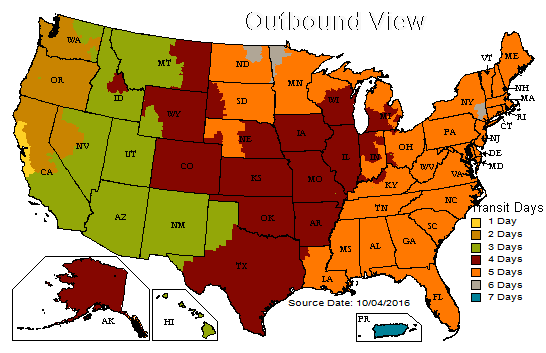 Outbound View
WA
MT
ND
MN
ME
VT
OR
ID
WY
SD
WI
MI
NY
NH
MA
RI
CT
NV
UT
CO
NE
IA
IL
IN
OH
PA
NJ
DE
MD
CA
KS
MO
KY
WV
VA
AZ
NM
OK
AR
TN
NC
SC
TX
LA
MS
AL
GA
FL
AK
HI
PR
Transit Days
1 Day
2 Days
3 Days
4 Days
5 Days
6 Days
7 Days
Source Date: 10/04/2016